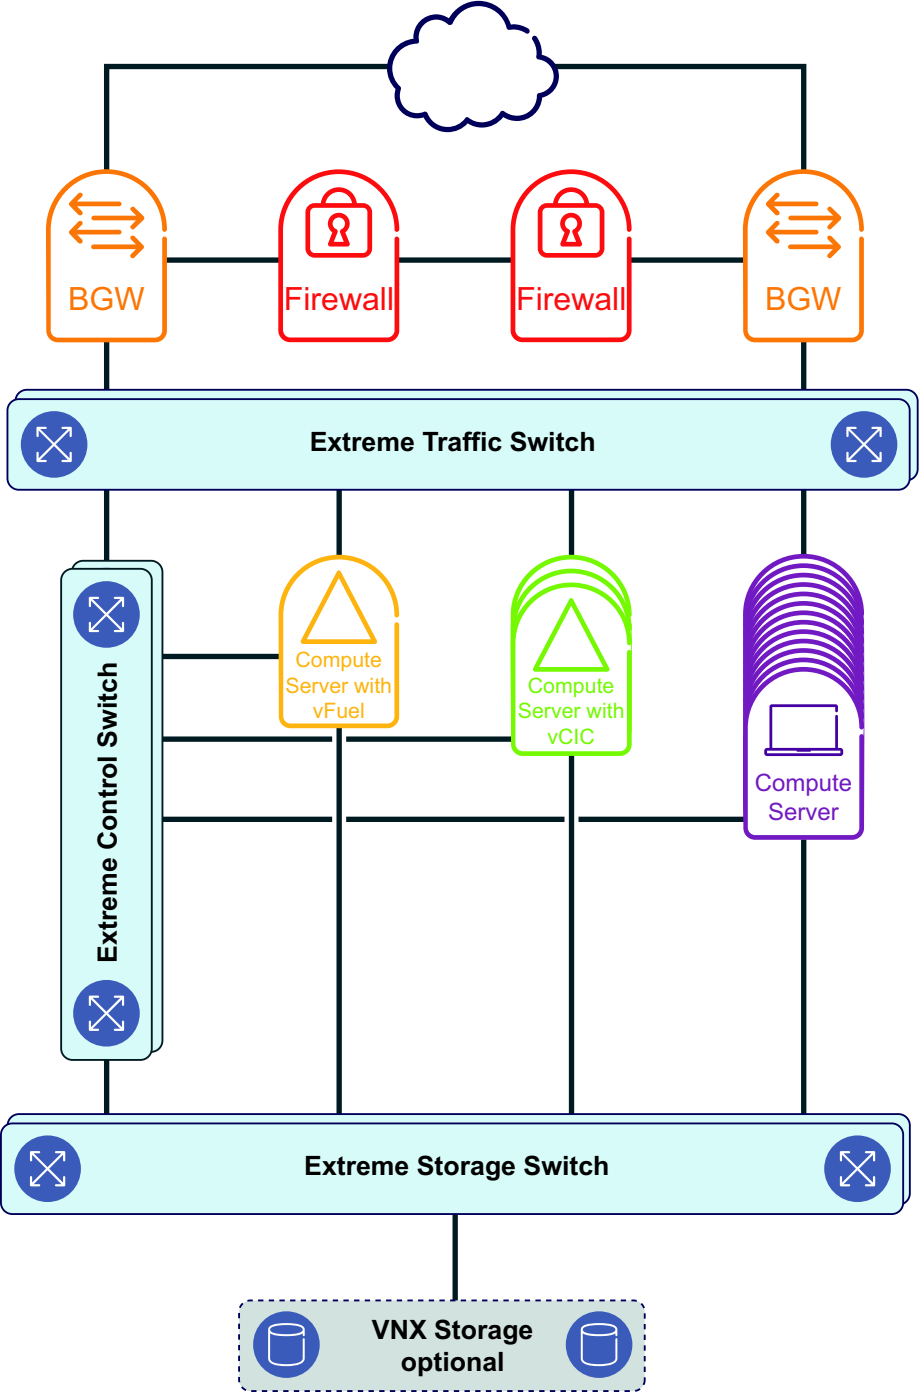 BGW
Firewall
Firewall
BGW
Extreme Traffic Switch
Extreme Control Switch
Compute
Server with
vFuel
Compute
Server with
vCIC
Compute
Server
Extreme Storage Switch
VNX Storage
optional